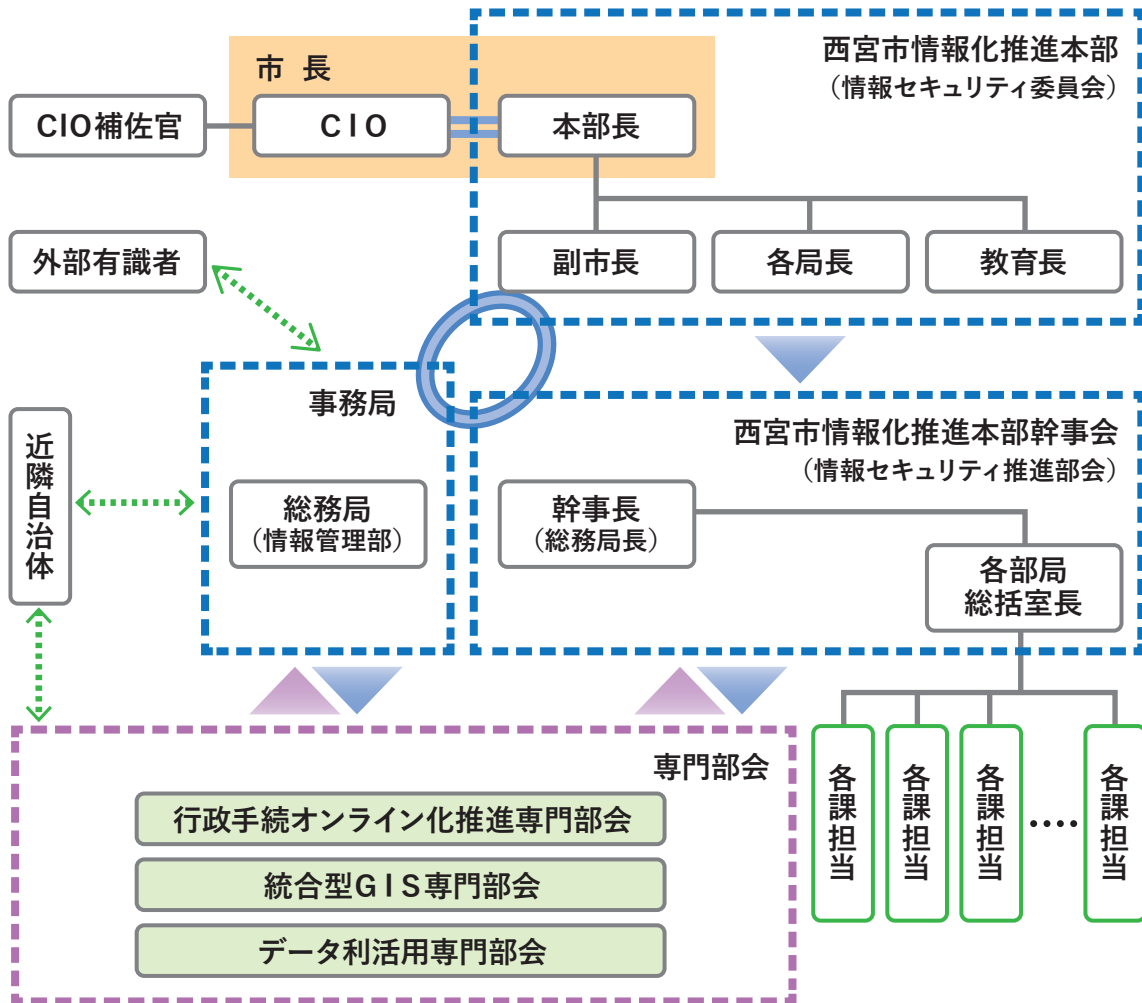 西宮市情報化推進本部
（情報セキュリティ委員会）
市 長
CIO補佐官
CIO
本部長
外部有識者
副市長
各局長
教育長
事務局
西宮市情報化推進本部幹事会
（情報セキュリティ推進部会）
近隣自治体
総務局
（情報管理部）
幹事長
（総務局長）
各部局
総括室長
専門部会
行政手続オンライン化推進専門部会
統合型GIS専門部会
データ利活用専門部会
各課担当
各課担当
各課担当
‥‥
各課担当